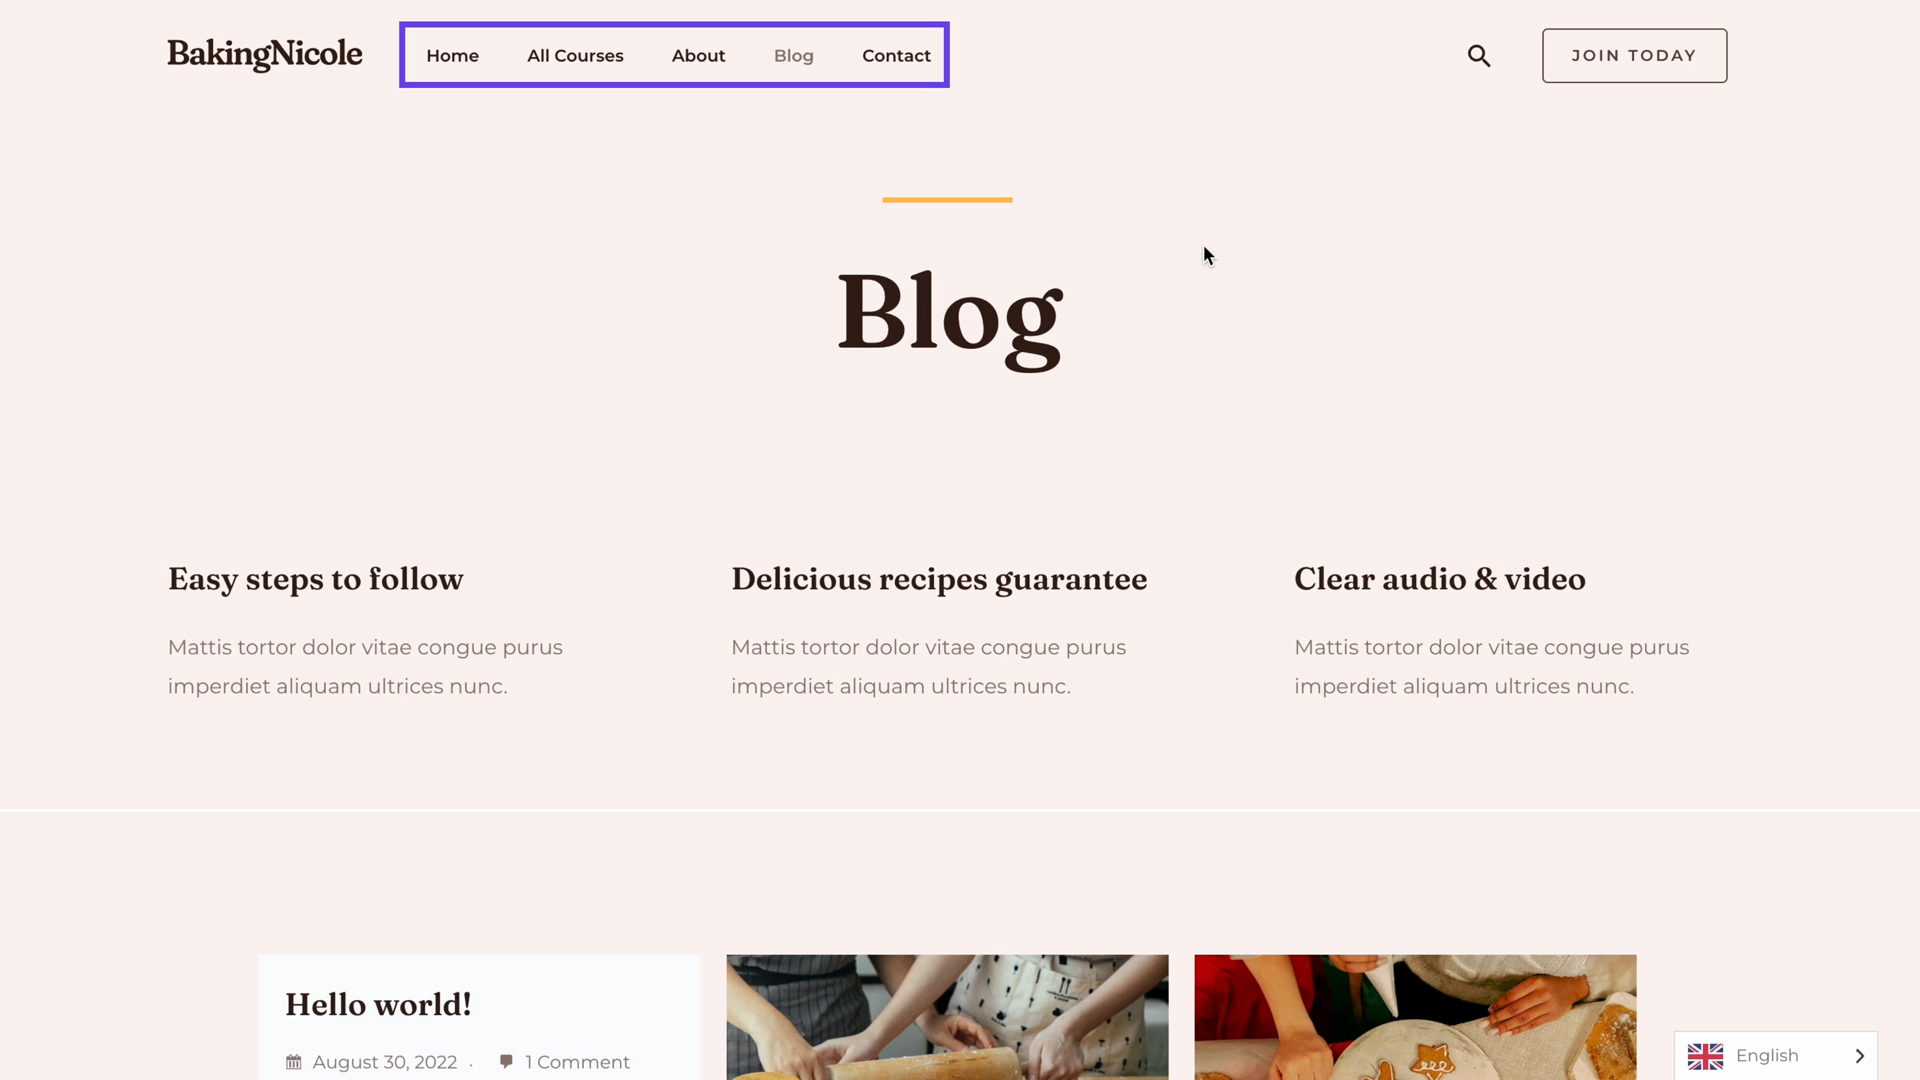 BakingNicole
Home All Courses About Blog Contact
JOIN TODAY
Blog
Easy steps to follow
Mattis tortor dolor vitae congue purus
imperdiet aliquam ultrices nunc.
Delicious recipes guarantee
Mattis tortor dolor vitae congue purus
imperdiet aliquam ultrices nunc.
Clear audio & video
Mattis tortor dolor vitae congue purus
imperdiet aliquam ultrices nunc.
Hello world!
August 30, 2022 · 1 Comment
English